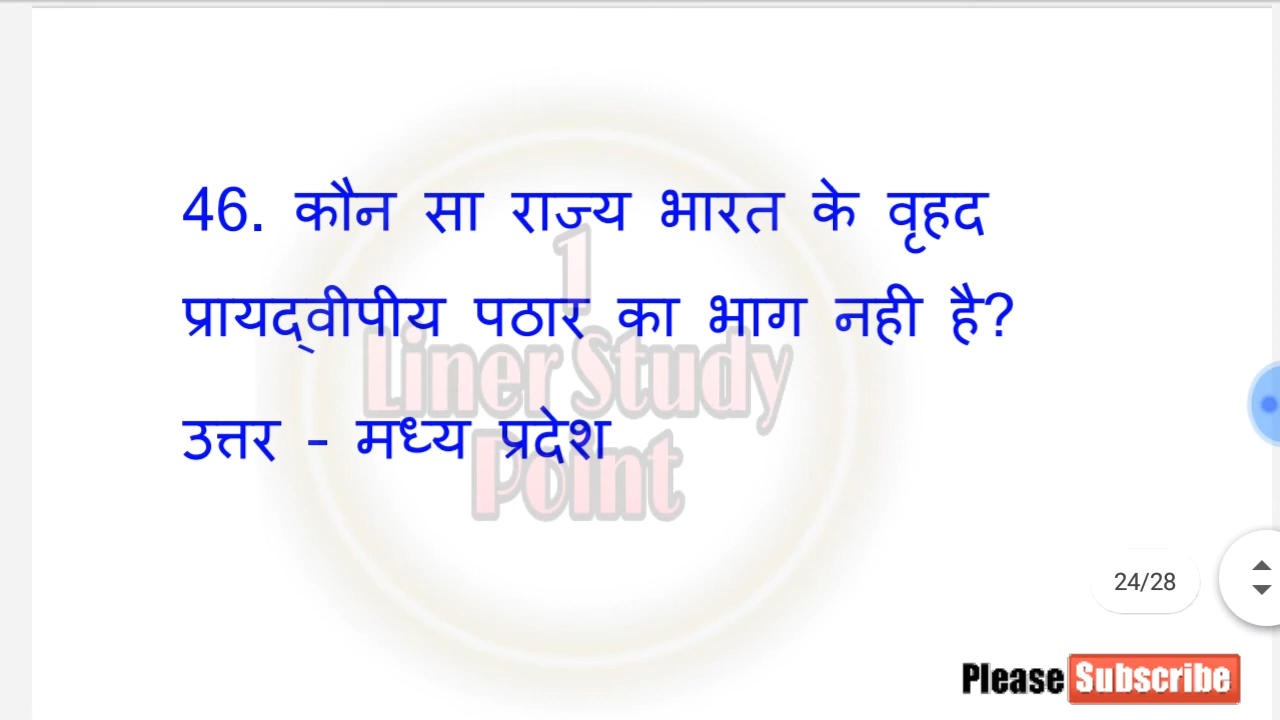 46. कौन सा राज्य भारत के वृहद
प्रायद्वीपीय पठार का भाग नही है?
उत्तर - मध्य प्रदेश
1
Liner Study
Point
24/28
Please Subscribe